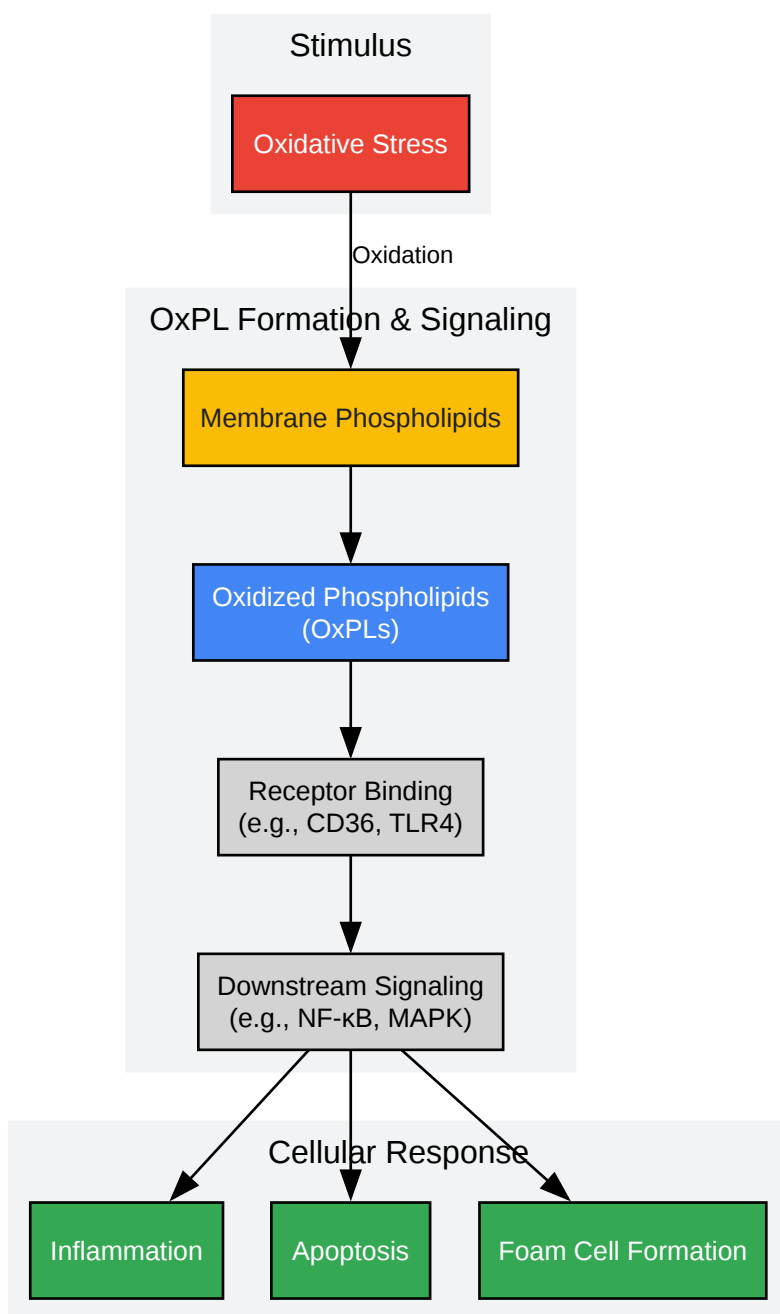 Stimulus
Oxidative Stress
Oxidation
OxPL Formation & Signaling
Membrane Phospholipids
Oxidized Phospholipids
(OxPLs)
Receptor Binding
(e.g., CD36, TLR4)
Downstream Signaling
(e.g., NF-κB, MAPK)
Cellular Response
Inflammation
Apoptosis
Foam Cell Formation